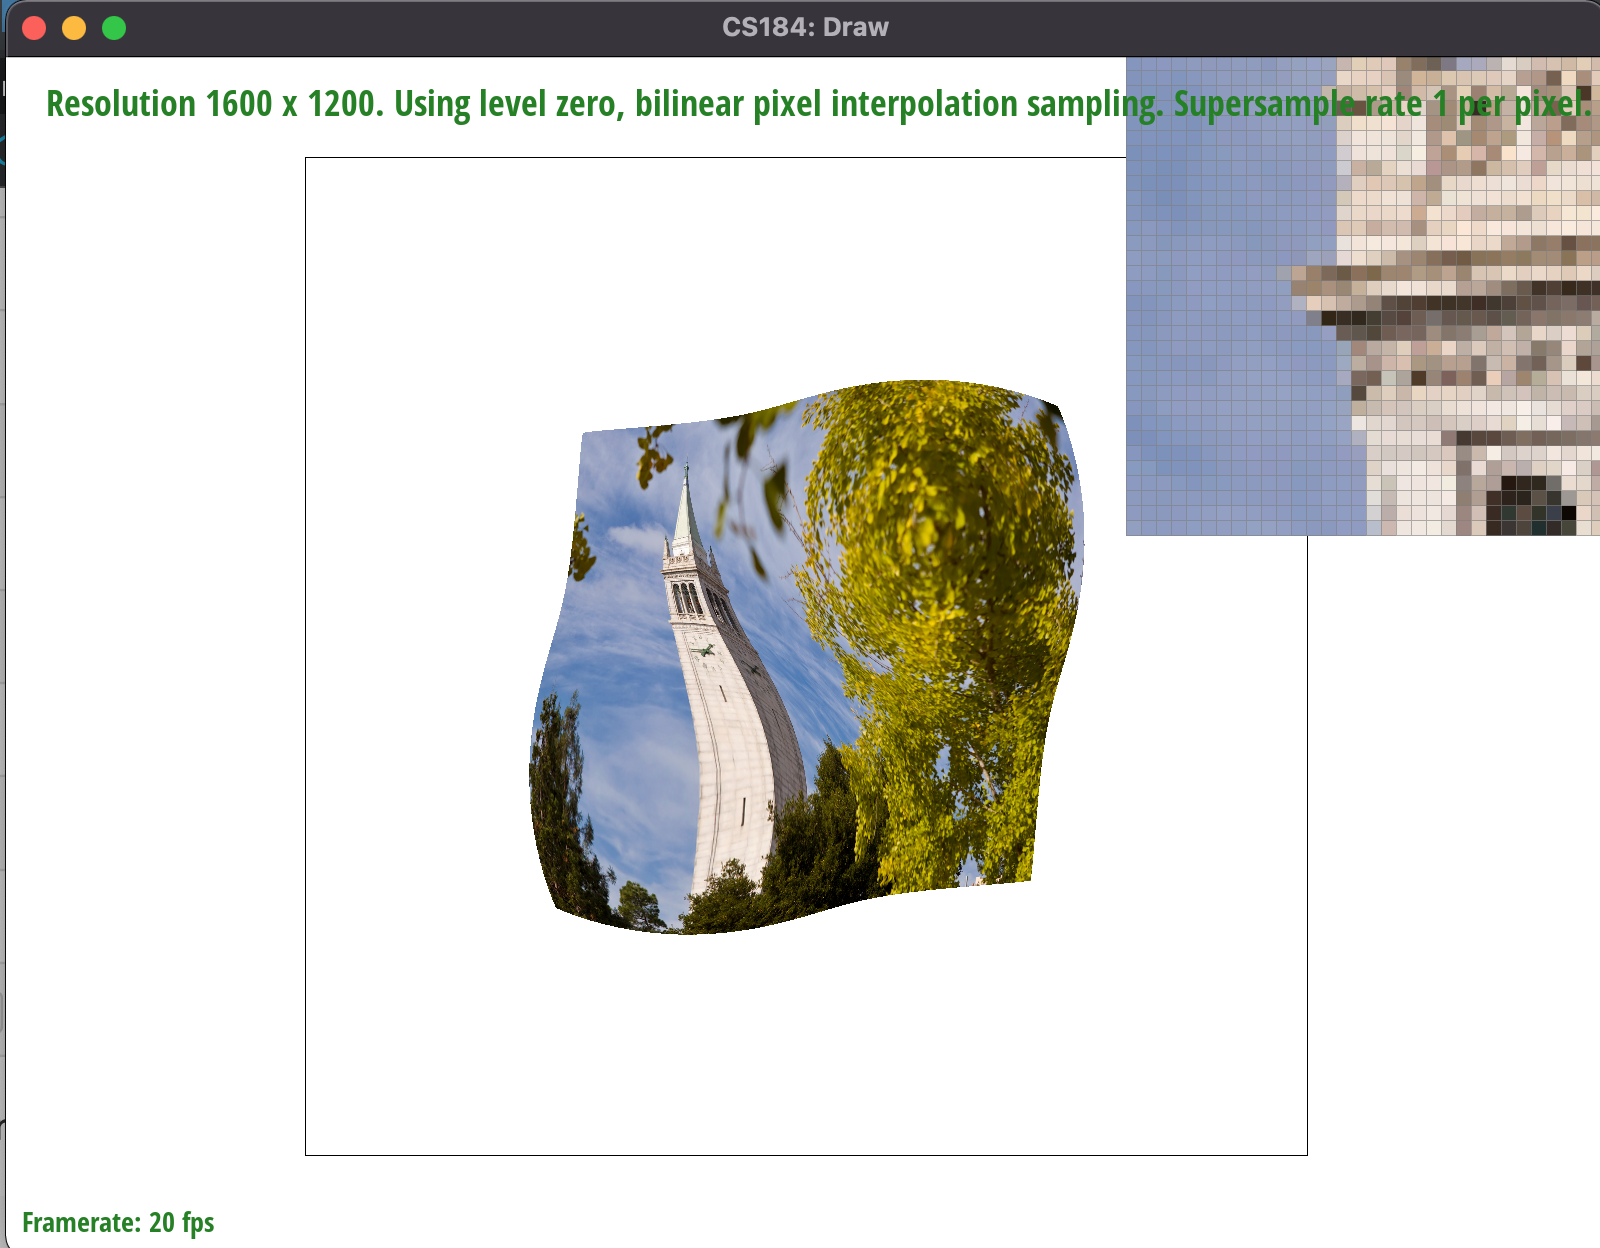 CS184: Draw
Resolution 1600 x 1200. Using level zero, bilinear pixel interpolation sampling. Supersample rate 1 per pixel.
Framerate: 20 fps